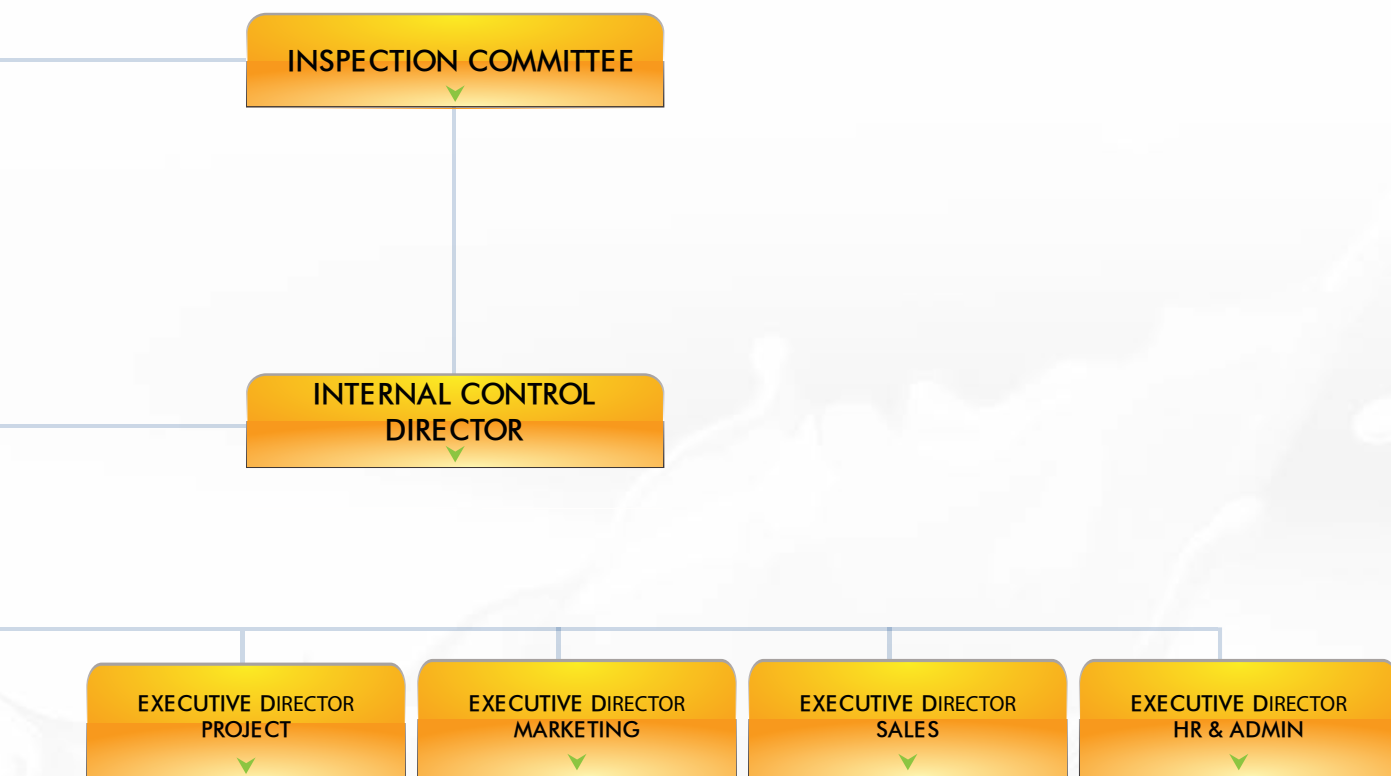 INSPECTION COMMITTEE
INTERNAL CONTROL
DIRECTOR
EXECUTIVE DIRECTOR
PROJECT
EXECUTIVE DIRECTOR
MARKETING
EXECUTIVE DIRECTOR
SALES
EXECUTIVE DIRECTOR
HR & ADMIN